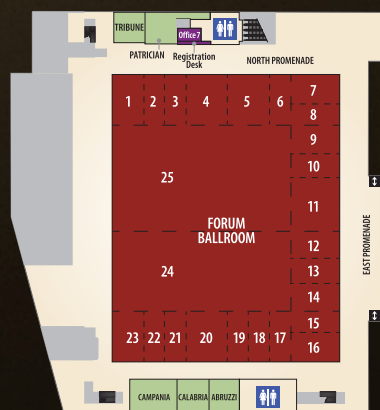 TRIBUNE
Office 7
PATRICIAN
Registration
Desk
NORTH PROMENADE
1 2 3 4 5 6 7
8
9
10
25
11
FORUM
BALLROOM
12
24
13
14
15
23 22 21 20 19 18 17
16
EAST PROMENADE
CAMPANIA CALABRIA ABRUZZI